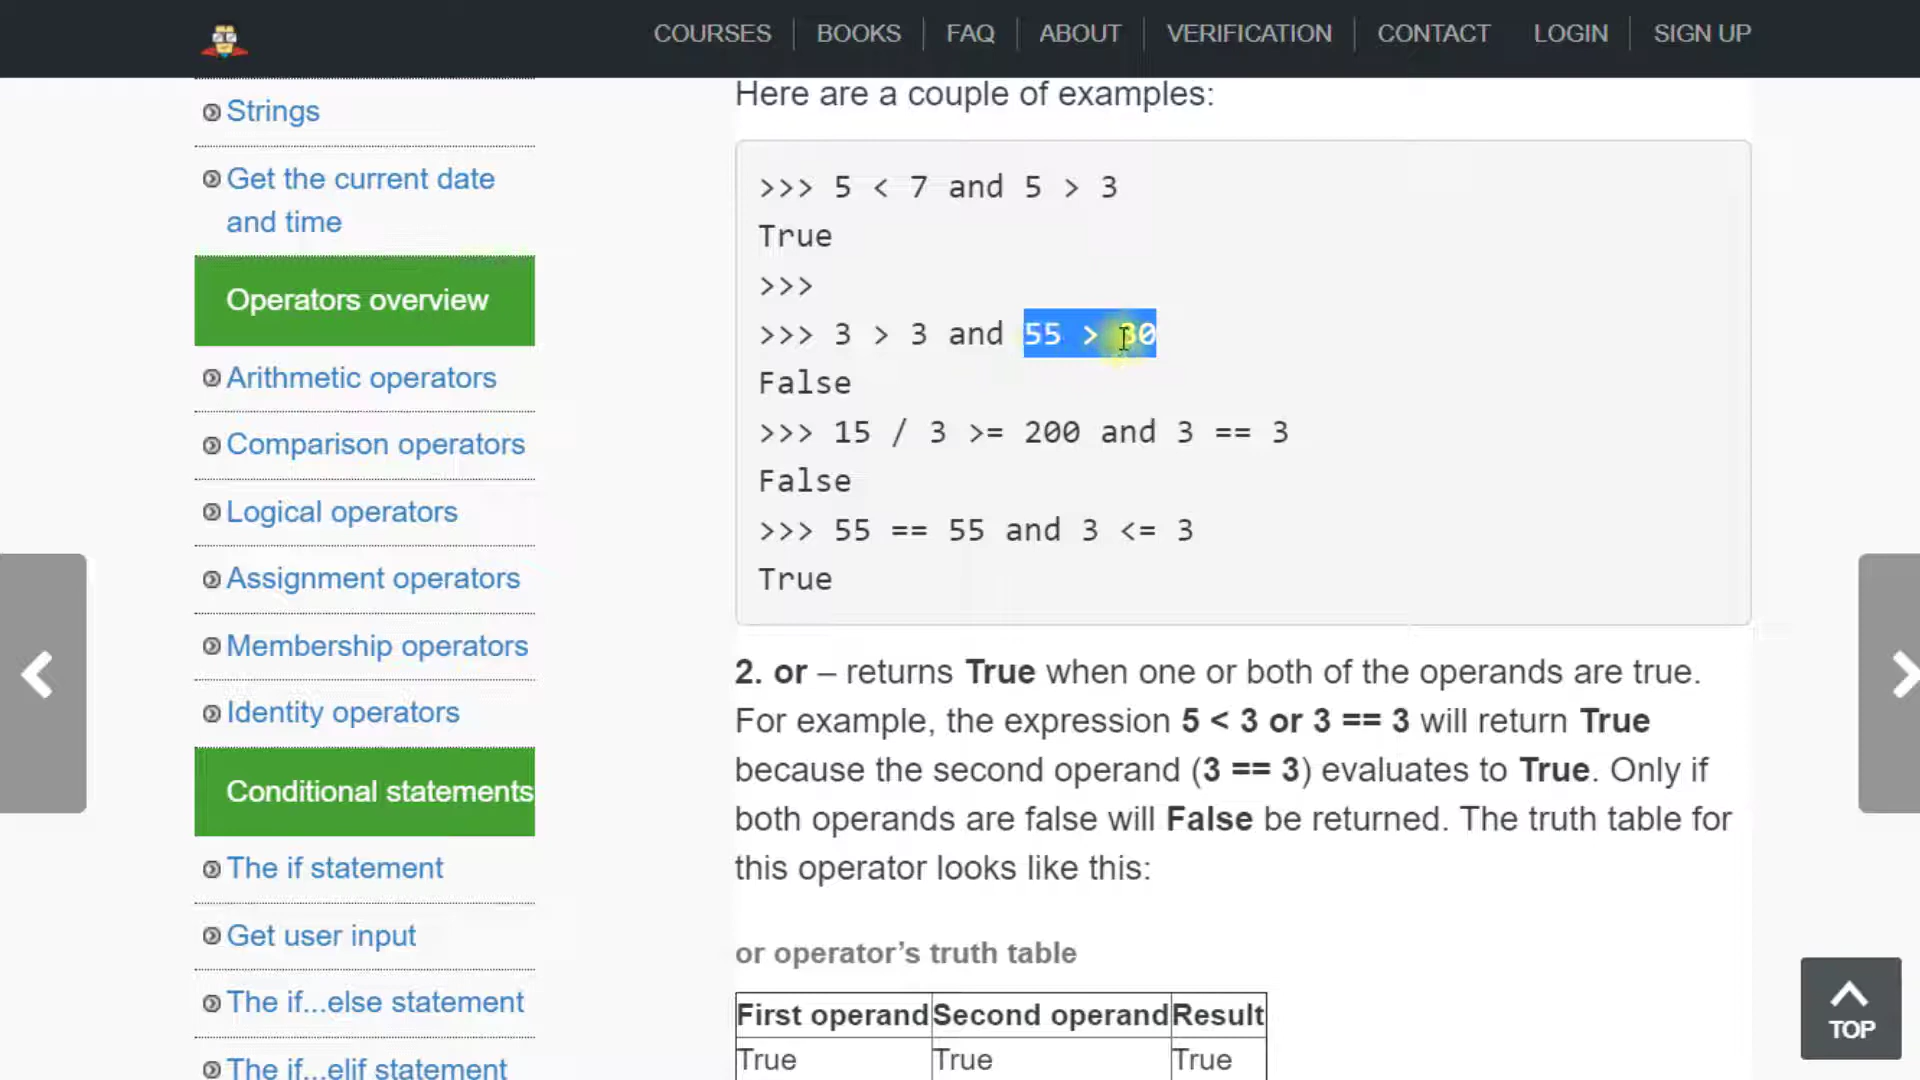 COURSES BOOKS FAQ ABOUT VERIFICATION CONTACT LOGIN SIGN UP
Strings
Get the current date
and time
Operators overview
Arithmetic operators
Comparison operators
Logical operators
Assignment operators
Membership operators
Identity operators
Conditional statements
The if statement
Get user input
The if...else statement
The if...elif statement
Here are a couple of examples:
>>> 5 < 7 and 5 > 3
True
>>>
>>> 3 > 3 and 55 > 30
False
>>> 15 / 3 >= 200 and 3 == 3
False
>>> 55 == 55 and 3 <= 3
True
2. or – returns True when one or both of the operands are true.
For example, the expression 5 < 3 or 3 == 3 will return True
because the second operand (3 == 3) evaluates to True. Only if
both operands are false will False be returned. The truth table for
this operator looks like this:
or operator’s truth table
First operand Second operand Result
True True True
TOP